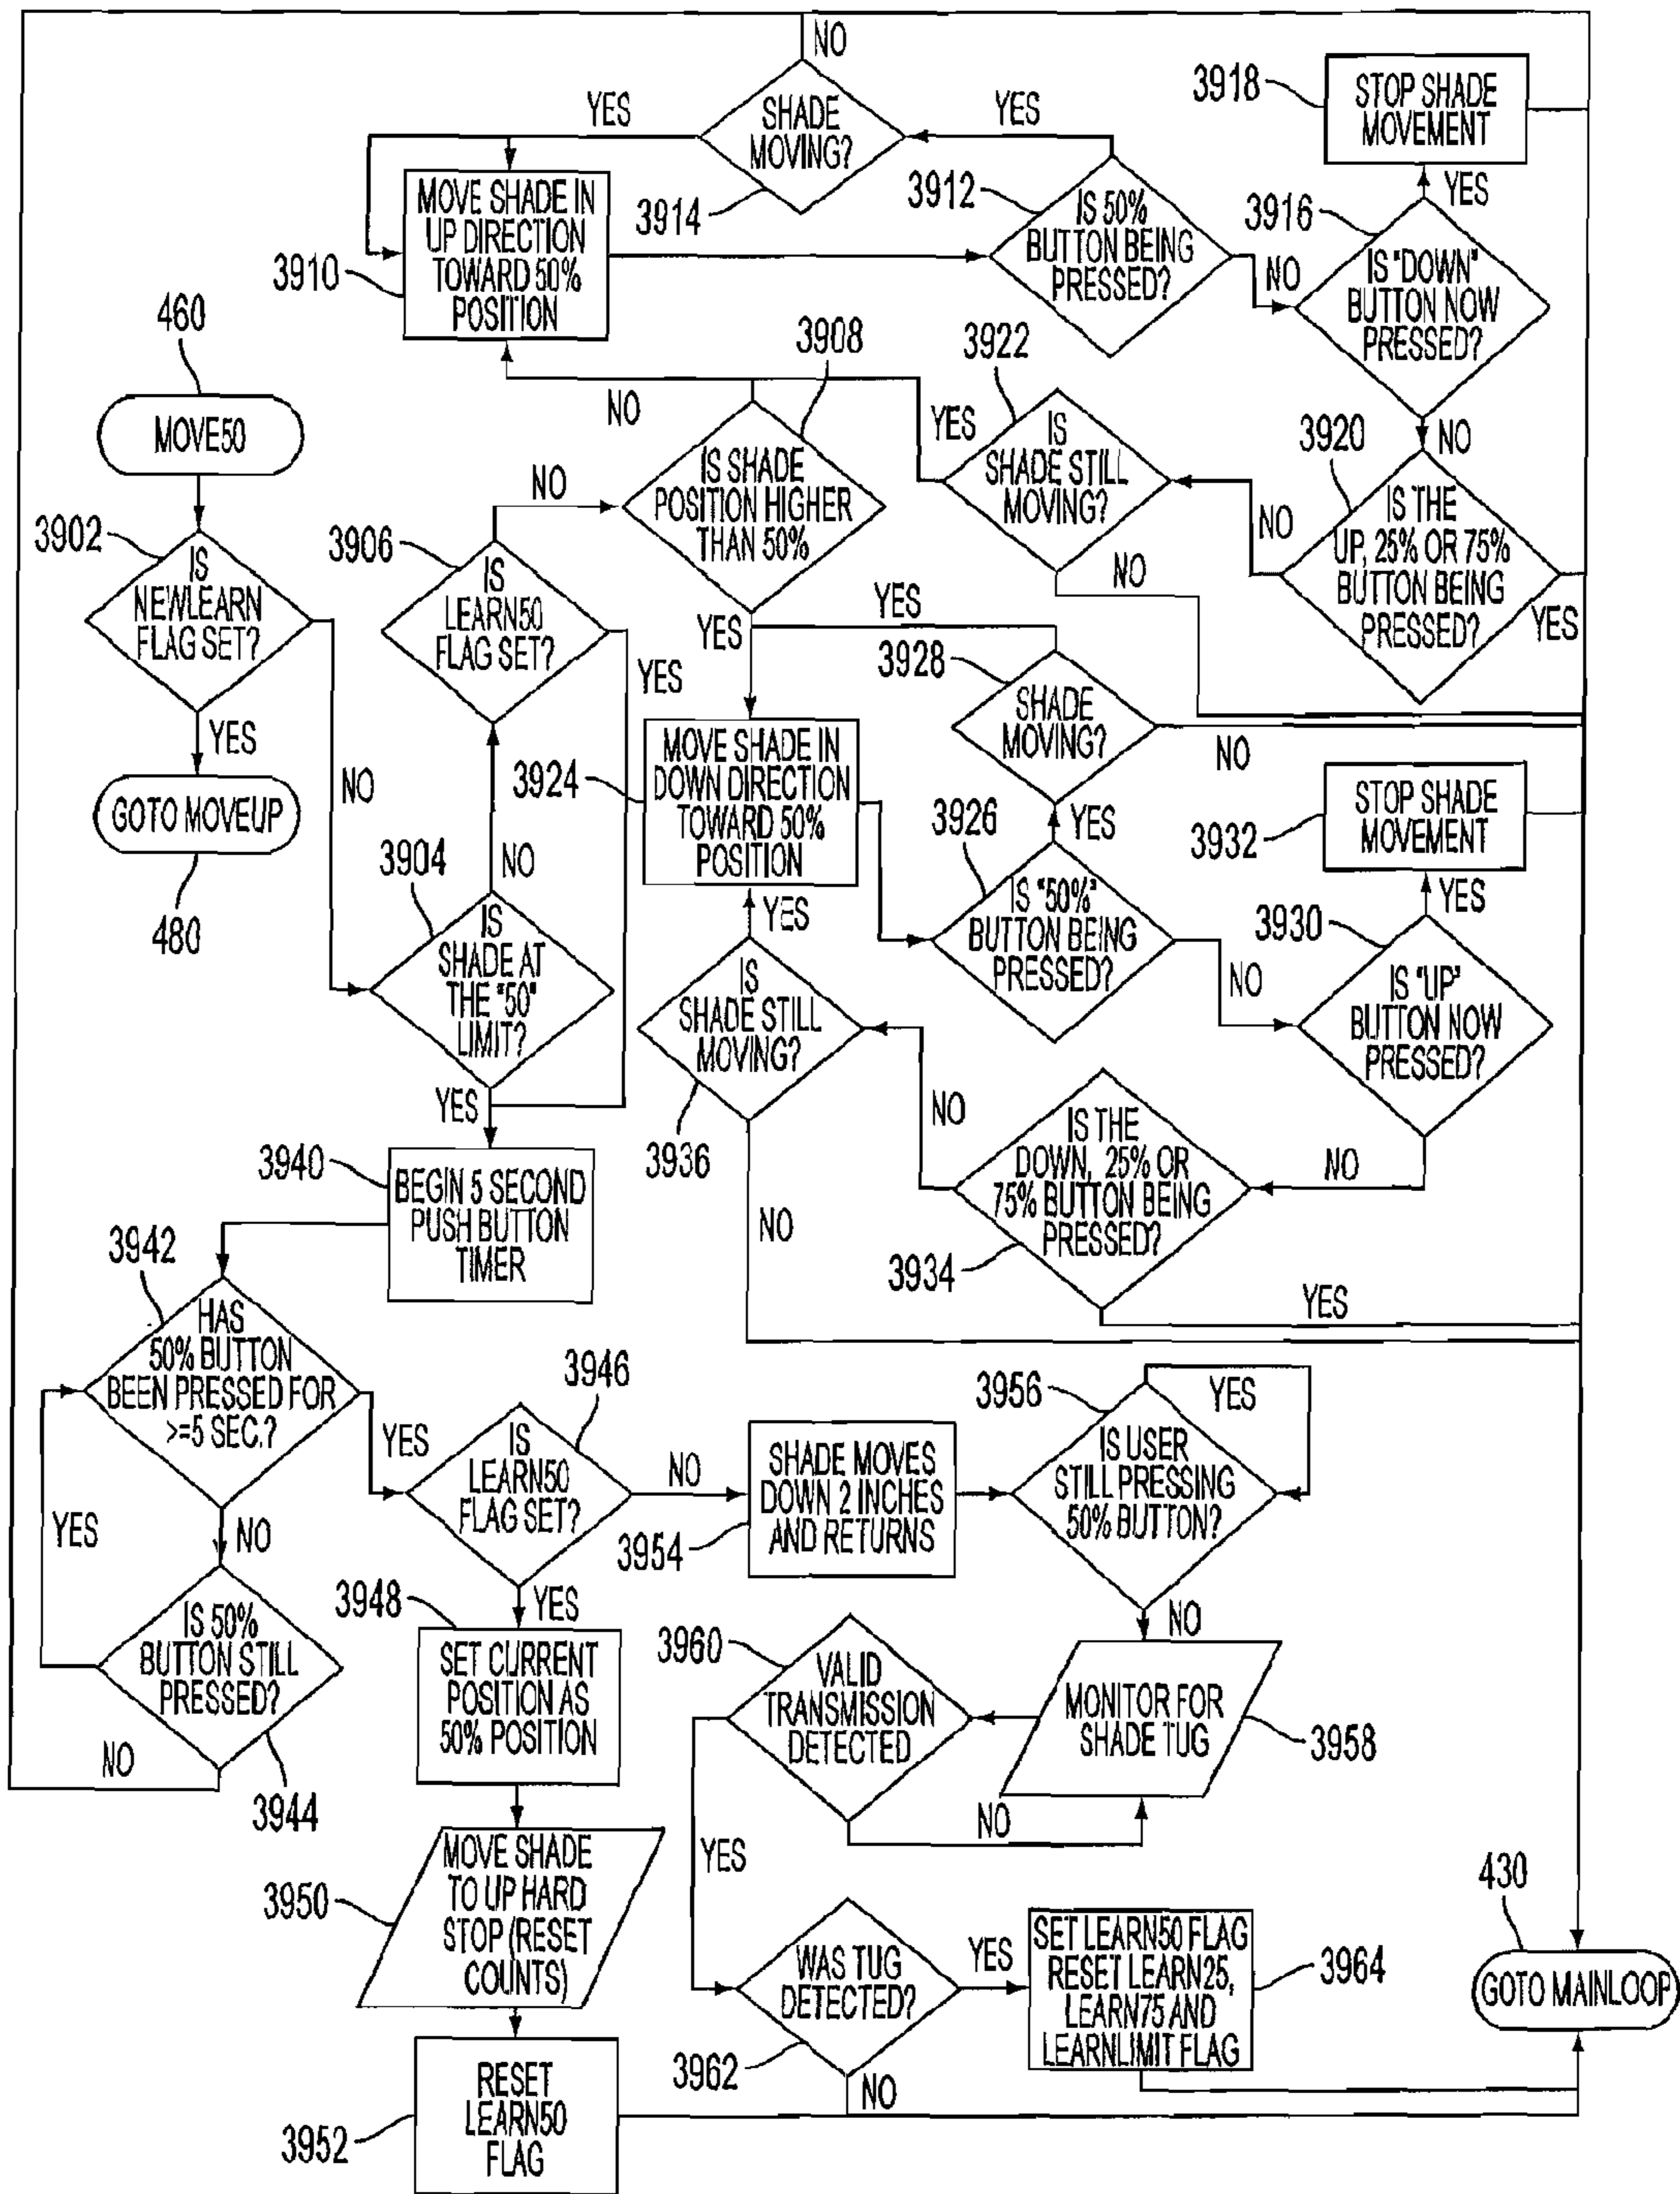 NO
SHADE
MOVING?
3914
YES
YES
MOVE SHADE IN
UP DIRECTION
TOWARD 50%
POSITION
3910
3912
IS 50%
BUTTON BEING
PRESSED?
NO
3918
STOP SHADE
MOVEMENT
YES
3916
IS "DOWN"
BUTTON NOW
PRESSED?
NO
460
MOVE50
3902
IS
NEWLEARN
FLAG SET?
YES
NO
GOTO MOVEUP
480
3906
IS
LEARN50
FLAG SET?
NO
YES
3908
IS SHADE
POSITION HIGHER
THAN 50%
NO
YES
3922
IS
SHADE STILL
MOVING?
YES
NO
3920
IS THE
UP, 25% OR 75%
BUTTON BEING
PRESSED?
NO
YES
3904
IS
SHADE AT
THE "50"
LIMIT?
NO
YES
3924
MOVE SHADE IN
DOWN DIRECTION
TOWARD 50%
POSITION
YES
3928
SHADE
MOVING?
YES
NO
3926
IS "50%"
BUTTON BEING
PRESSED?
YES
NO
3932
STOP SHADE
MOVEMENT
YES
3930
IS "UP"
BUTTON NOW
PRESSED?
NO
IS
SHADE STILL
MOVING?
3936
NO
NO
IS THE
DOWN, 25% OR
75% BUTTON BEING
PRESSED?
3934
YES
3940
BEGIN 5 SECOND
PUSH BUTTON
TIMER
3942
HAS
50% BUTTON
BEEN PRESSED FOR
>=5 SEC.?
YES
NO
YES
IS 50%
BUTTON STILL
PRESSED?
NO
3944
3946
IS
LEARN50
FLAG SET?
NO
YES
3948
SET CURRENT
POSITION AS
50% POSITION
3950
MOVE SHADE
TO UP HARD
STOP (RESET
COUNTS)
3952
RESET
LEARN50
FLAG
SHADE MOVES
DOWN 2 INCHES
AND RETURNS
3954
3956
IS USER
STILL PRESSING
50% BUTTON?
YES
NO
MONITOR FOR
SHADE TUG
3958
3960
VALID
TRANSMISSION
DETECTED
NO
YES
WAS TUG
DETECTED?
3962
YES
NO
SET LEARN50 FLAG
RESET LEARN25,
LEARN75 AND
LEARNLIMIT FLAG
3964
430
GOTO MAINLOOP